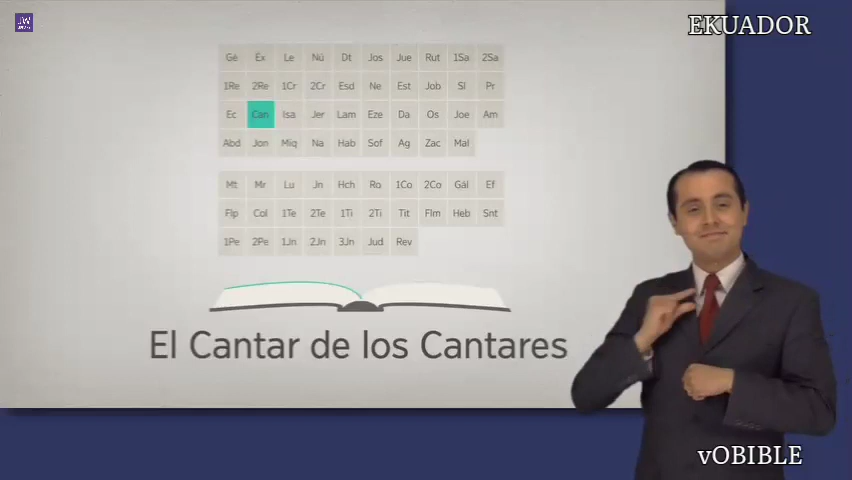 JW
EKUADOR
Gé Éx Le Nú Dt Jos Jue Rut 1Sa 2Sa
1Re 2Re 1Cr 2Cr Esd Ne Est Job Sl Pr
Ec Can Isa Jer Lam Eze Da Os Joe Am
Abd Jon Miq Na Hab Sof Ag Zac Mal
Mt Mr Lu Jn Hch Ro 1Co 2Co Gál Ef
Flp Col 1Te 2Te 1Ti 2Ti Tit Flm Heb Snt
1Pe 2Pe 1Jn 2Jn 3Jn Jud Rev
El Cantar de los Cantares
vOBIBLE